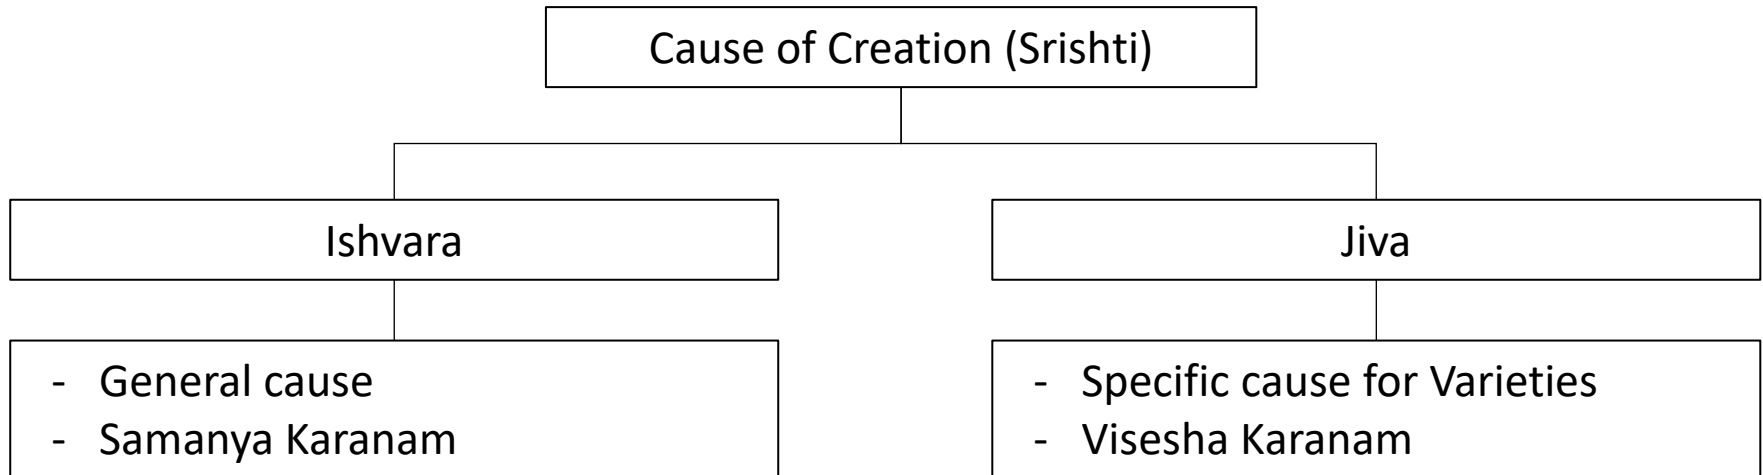 Cause of Creation (Srishti)
Ishvara
Jiva
- General cause
- Samanya Karanam
- Specific cause for Varieties
- Visesha Karanam